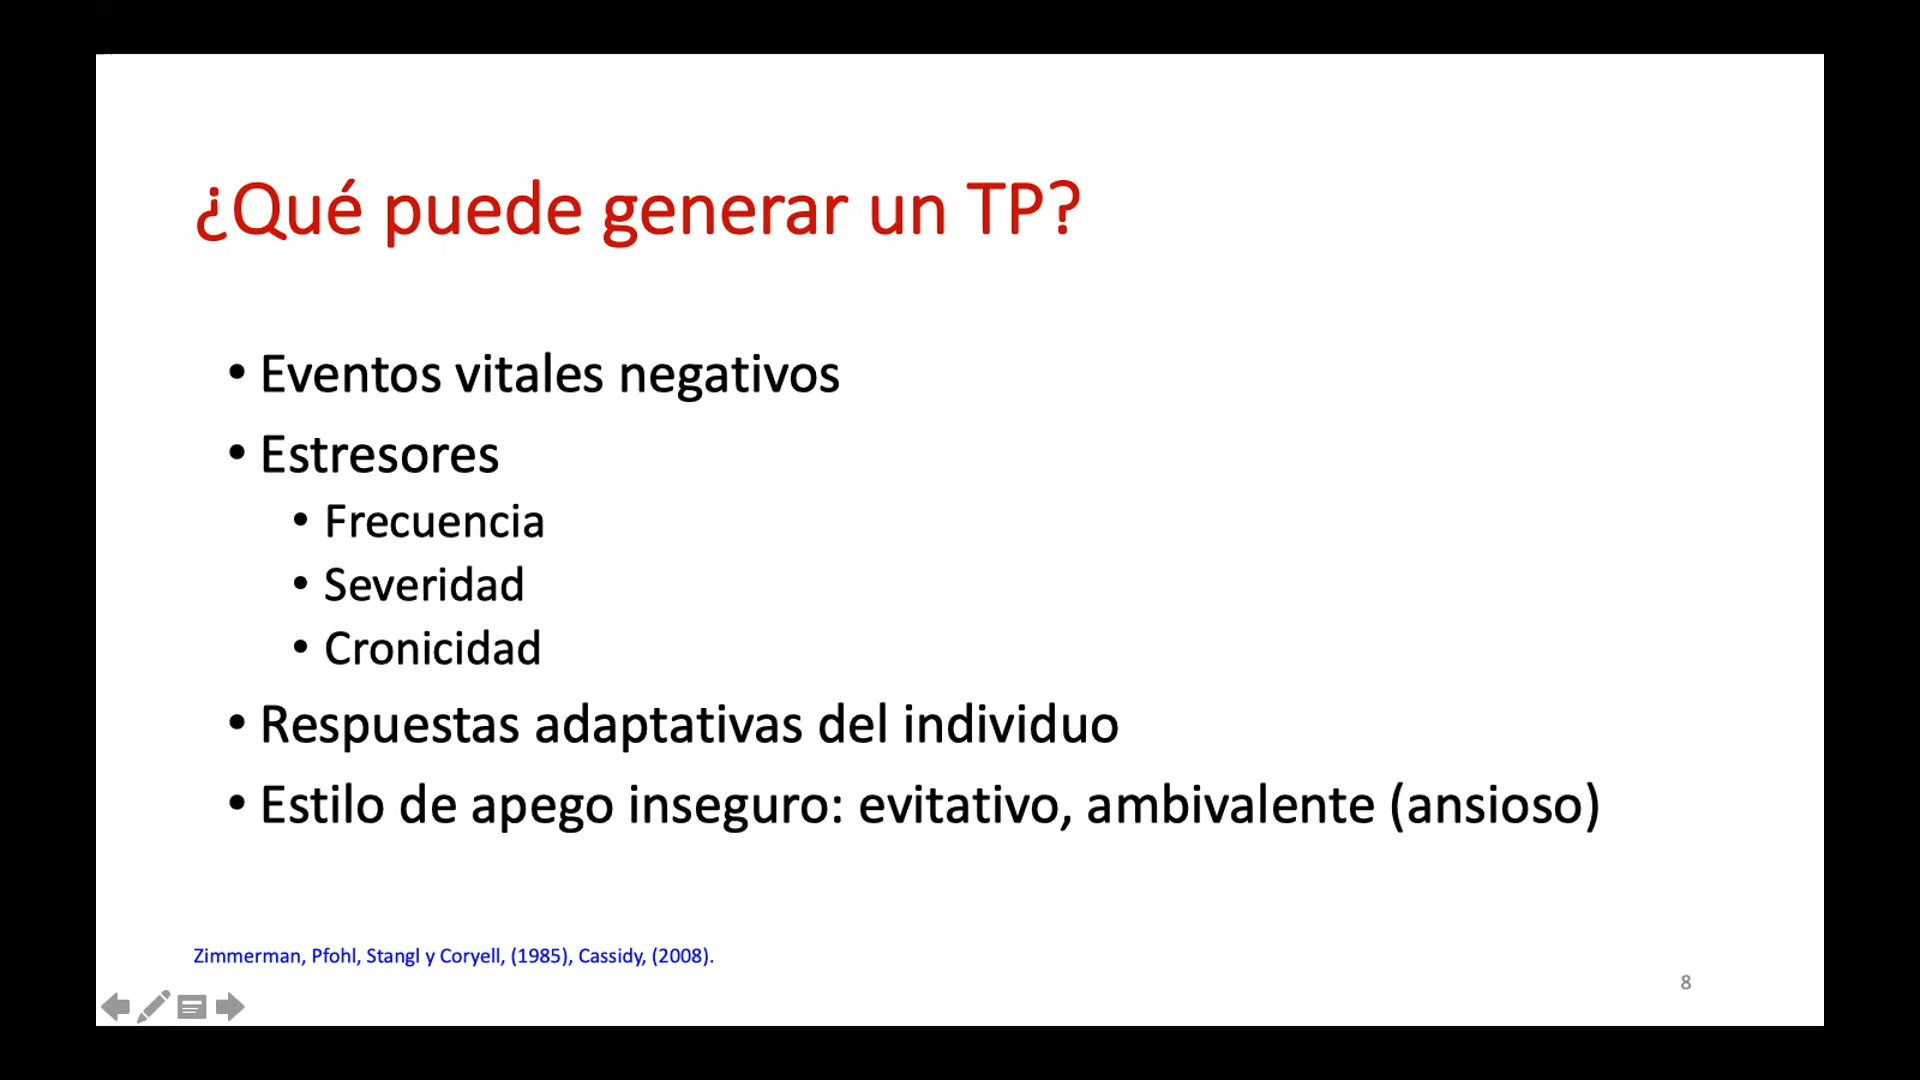 ¿Qué puede generar un TP?
• Eventos vitales negativos
• Estresores
• Frecuencia
• Severidad
• Cronicidad
• Respuestas adaptativas del individuo
• Estilo de apego inseguro: evitativo, ambivalente (ansioso)
Zimmerman, Pfohl, Stangl y Coryell, (1985), Cassidy, (2008).
8